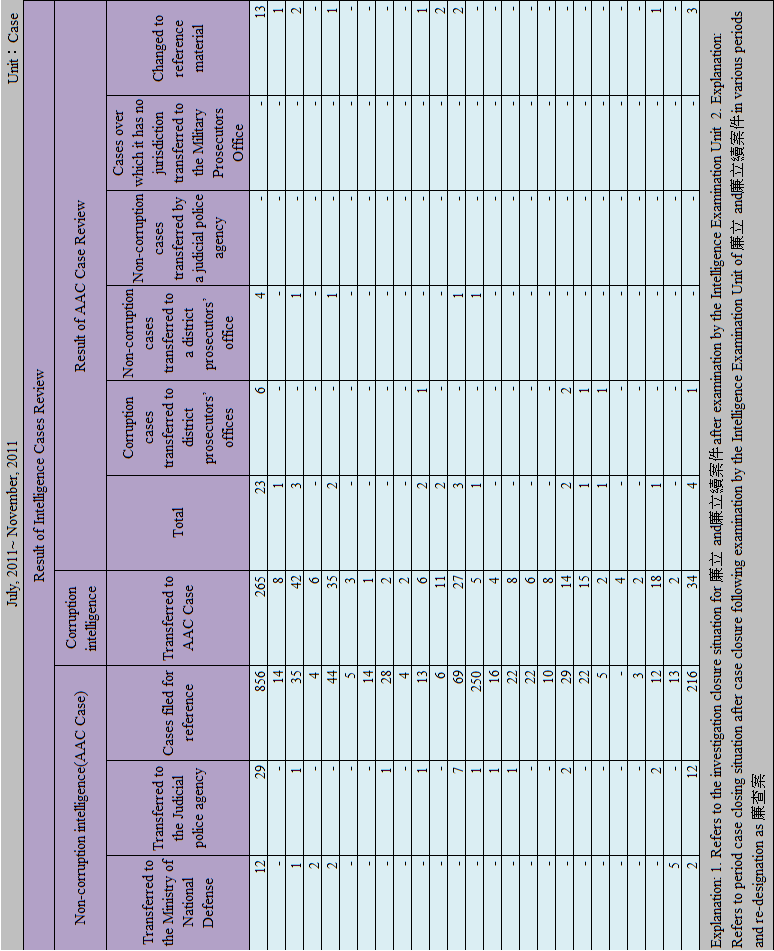 July, 2011~ November, 2011 Unit：Case
Result of Intelligence Cases Review
Non-corruption intelligence(AAC Case)
Corruption
intelligence
Result of AAC Case Review
Transferred to
the Ministry of
National
Defense
Transferred to
the Judicial
police agency
Cases filed for
reference
Transferred to
AAC Case
Total
Corruption
cases
transferred to
district
prosecutors’
offices
Non-corruption
cases
transferred to
a district
prosecutors’
office
Non-corruption
cases
transferred by
a judicial police
agency
Cases over
which it has no
jurisdiction
transferred to
the Military
Prosecutors
Office
Changed to
reference
material
12 29 856 265 23 6 4 - - 13
- - 14 8 1 - - - - 1
1 1 35 42 3 - 1 - - 2
2 - 4 6 - - - - - -
2 - 44 35 2 - 1 - - 1
- - 5 3 - - - - - -
- - 14 1 - - - - - -
- 1 28 2 - - - - - -
- - 4 2 - - - - - -
- 1 13 6 2 1 - - - 1
- - 6 11 2 - - - - 2
- 7 69 27 3 - 1 - - 2
- 1 250 5 1 - 1 - - -
- 1 16 4 - - - - - -
- 1 22 8 - - - - - -
- - 22 6 - - - - - -
- - 10 8 - - - - - -
- 2 29 14 2 2 - - - -
- - 22 15 1 1 - - - -
- - 5 2 1 1 - - - -
- - - 4 - - - - - -
- - 3 2 - - - - - -
- 2 12 18 1 - - - - 1
5 - 13 2 - - - - - -
2 12 216 34 4 1 - - - 3
Explanation: 1. Refers to the investigation closure situation for 廉立 and廉立續案件 after examination by the Intelligence Examination Unit 2. Explanation:
Refers to period case closing situation after case closure following examination by the Intelligence Examination Unit of 廉立 and廉立續案件in various periods
and re-designation as 廉查案